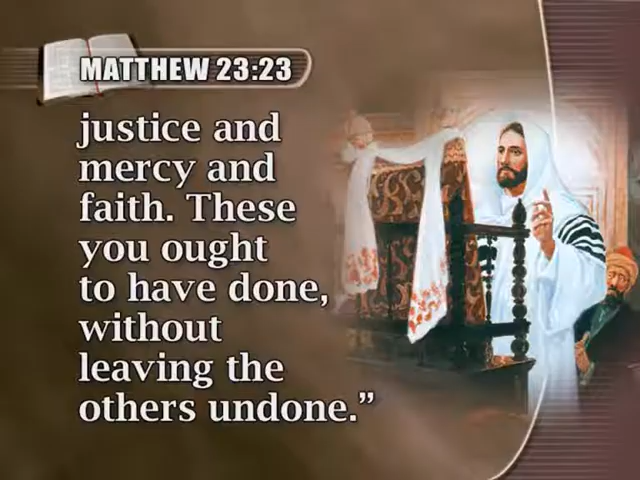 MATTHEW 23:23
justice and
mercy and
faith. These
you ought
to have done,
without
leaving the
others undone.”